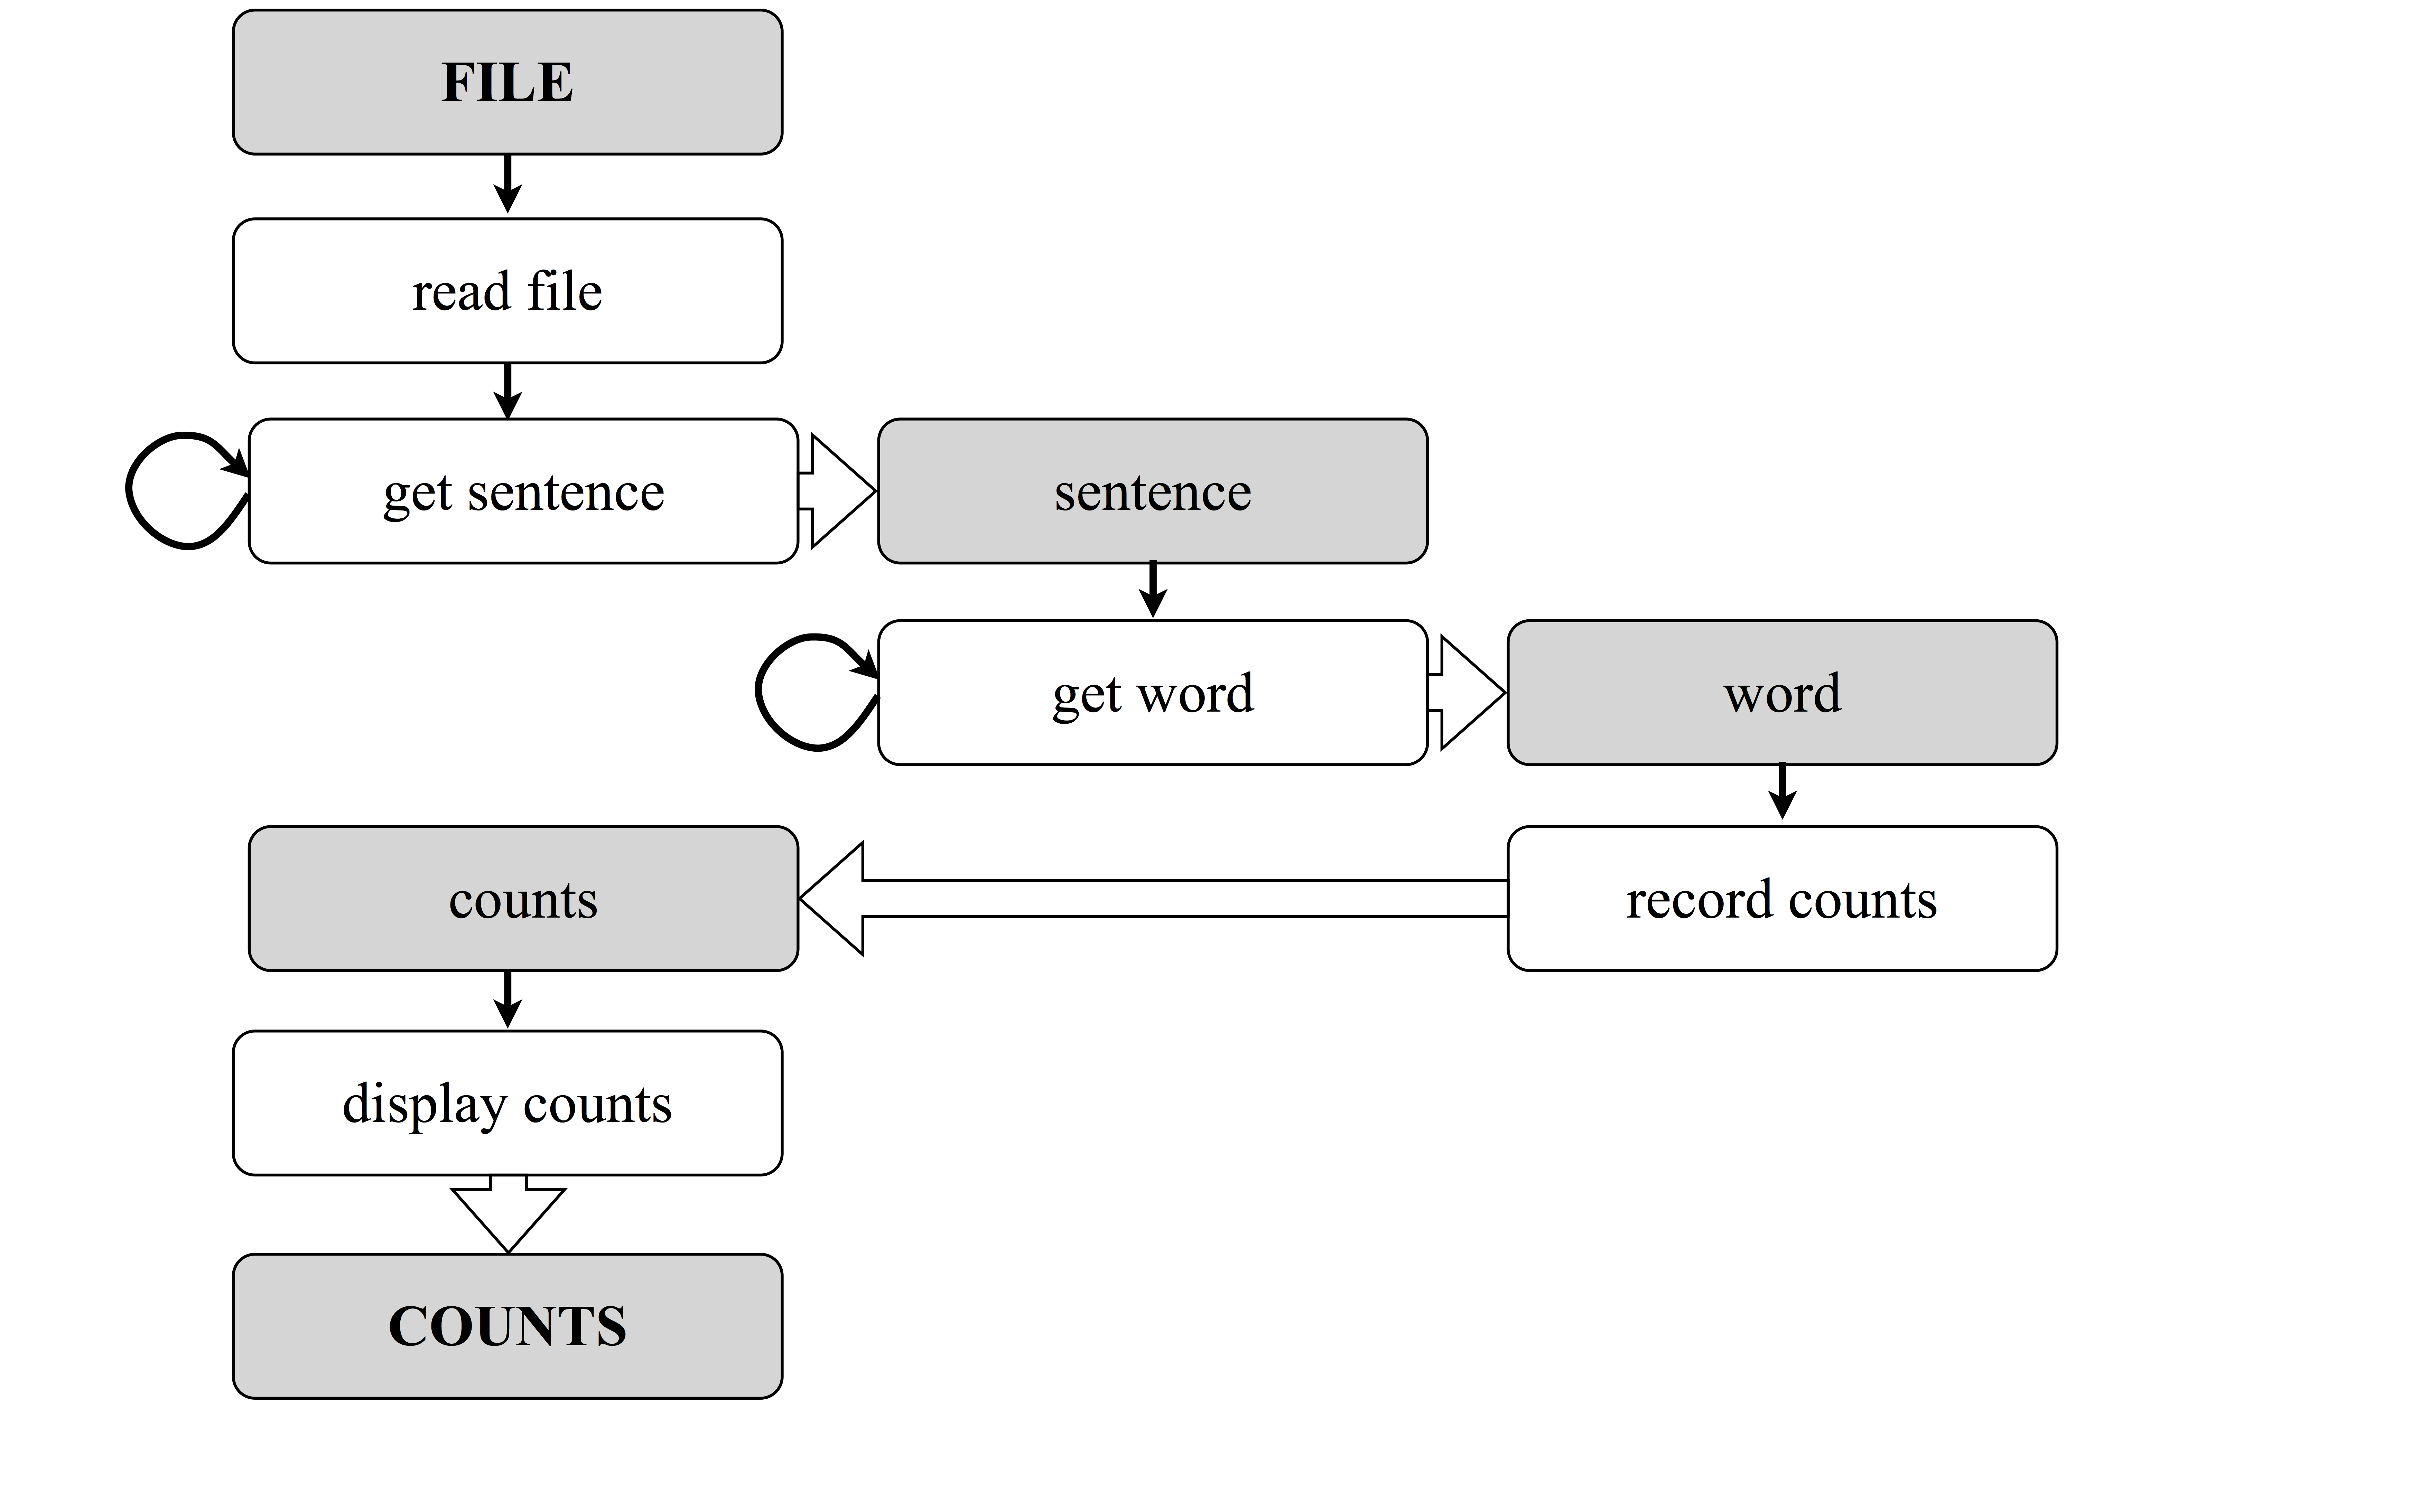 FILE
read file
get sentence
sentence
get word
word
counts
record counts
display counts
COUNTS